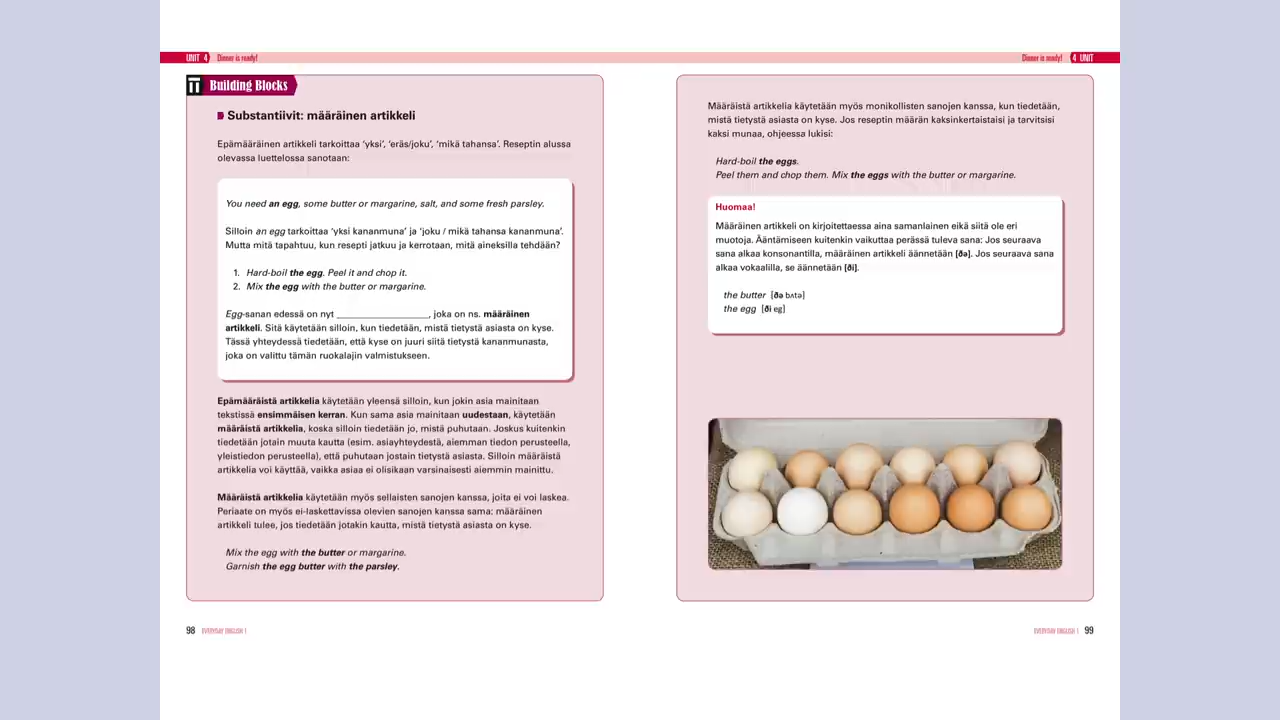 UNIT 4 Dinner is ready!
Building Blocks
Substantiivit: määräinen artikkeli
Epämääräinen artikkeli tarkoittaa ‘yksi’, ‘eräs/joku’, ‘mikä tahansa’. Reseptin alussa
olevassa luettelossa sanotaan:
You need an egg, some butter or margarine, salt, and some fresh parsley.
Silloin an egg tarkoittaa ‘yksi kananmuna’ ja ‘joku / mikä tahansa kananmuna’.
Mutta mitä tapahtuu, kun resepti jatkuu ja kerrotaan, mitä aineksilla tehdään?
1. Hard-boil the egg. Peel it and chop it.
2. Mix the egg with the butter or margarine.
Egg-sanan edessä on nyt ____________________, joka on ns. määräinen
artikkeli. Sitä käytetään silloin, kun tiedetään, mistä tietystä asiasta on kyse.
Tässä yhteydessä tiedetään, että kyse on juuri siitä tietystä kananmunasta,
joka on valittu tämän ruokalajin valmistukseen.
Epämääräistä artikkelia käytetään yleensä silloin, kun jokin asia mainitaan
tekstissä ensimmäisen kerran. Kun sama asia mainitaan uudestaan, käytetään
määräistä artikkelia, koska silloin tiedetään jo, mistä puhutaan. Joskus kuitenkin
tiedetään jotain muuta kautta (esim. asiayhteydestä, aiemman tiedon perusteella,
yleistiedon perusteella), että puhutaan jostain tietystä asiasta. Silloin määräistä
artikkelia voi käyttää, vaikka asiaa ei olisikaan varsinaisesti aiemmin mainittu.
Määräistä artikkelia käytetään myös sellaisten sanojen kanssa, joita ei voi laskea.
Periaate on myös ei-laskettavissa olevien sanojen kanssa sama: määräinen
artikkeli tulee, jos tiedetään jotakin kautta, mistä tietystä asiasta on kyse.
Mix the egg with the butter or margarine.
Garnish the egg butter with the parsley.
98 EVERYDAY ENGLISH 1
Dinner is ready! 4 UNIT
Määräistä artikkelia käytetään myös monikollisten sanojen kanssa, kun tiedetään,
mistä tietystä asiasta on kyse. Jos reseptin määrän kaksinkertaistaisi ja tarvitsisi
kaksi munaa, ohjeessa lukisi:
Hard-boil the eggs.
Peel them and chop them. Mix the eggs with the butter or margarine.
Huomaa!
Määräinen artikkeli on kirjoitettaessa aina samanlainen eikä siitä ole eri
muotoja. Ääntämiseen kuitenkin vaikuttaa perässä tuleva sana: Jos seuraava
sana alkaa konsonantilla, määräinen artikkeli äännetään [ðə]. Jos seuraava sana
alkaa vokaalilla, se äännetään [ði].
the butter [ðə bʌtə]
the egg [ði eg]
EVERYDAY ENGLISH 1 99